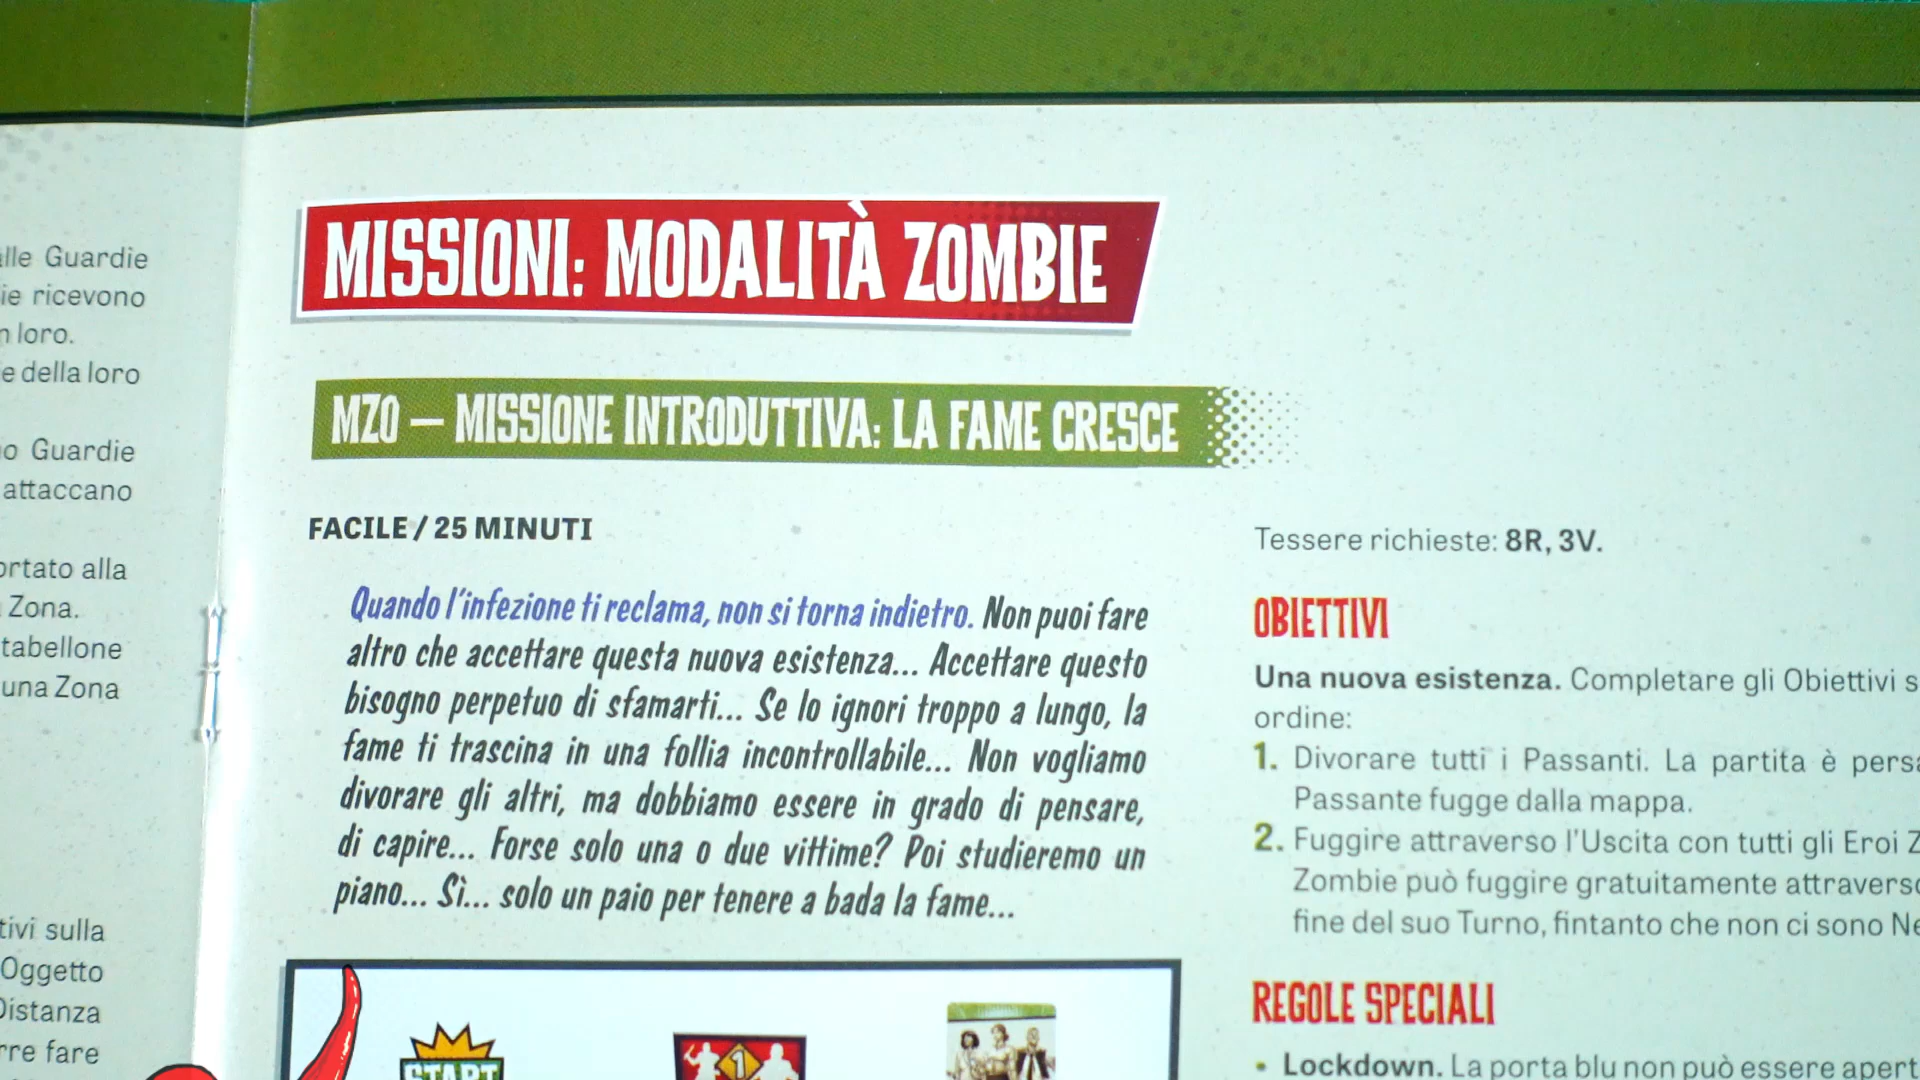 lle Guardie
ie ricevono
n loro.
e della loro
o Guardie
attaccano
ortato alla
Zona.
tabellone
una Zona
tivi sulla
Oggetto
Distanza
rre fare
MISSIONI: MODALITÀ ZOMBIE
MZ0 – MISSIONE INTRODUTTIVA: LA FAME CRESCE
FACILE / 25 MINUTI
Quando l'infezione ti reclama, non si torna indietro. Non puoi fare
altro che accettare questa nuova esistenza... Accettare questo
bisogno perpetuo di sfamarti... Se lo ignori troppo a lungo, la
fame ti trascina in una follia incontrollabile... Non vogliamo
divorare gli altri, ma dobbiamo essere in grado di pensare,
di capire... Forse solo una o due vittime? Poi studieremo un
piano... Sì... solo un paio per tenere a bada la fame...
START
1
Tessere richieste: 8R, 3V.
OBIETTIVI
Una nuova esistenza. Completare gli Obiettivi s
ordine:
1. Divorare tutti i Passanti. La partita è persa
Passante fugge dalla mappa.
2. Fuggire attraverso l'Uscita con tutti gli Eroi Z
Zombie può fuggire gratuitamente attraverso
fine del suo Turno, fintanto che non ci sono Ne
REGOLE SPECIALI
• Lockdown. La porta blu non può essere apert